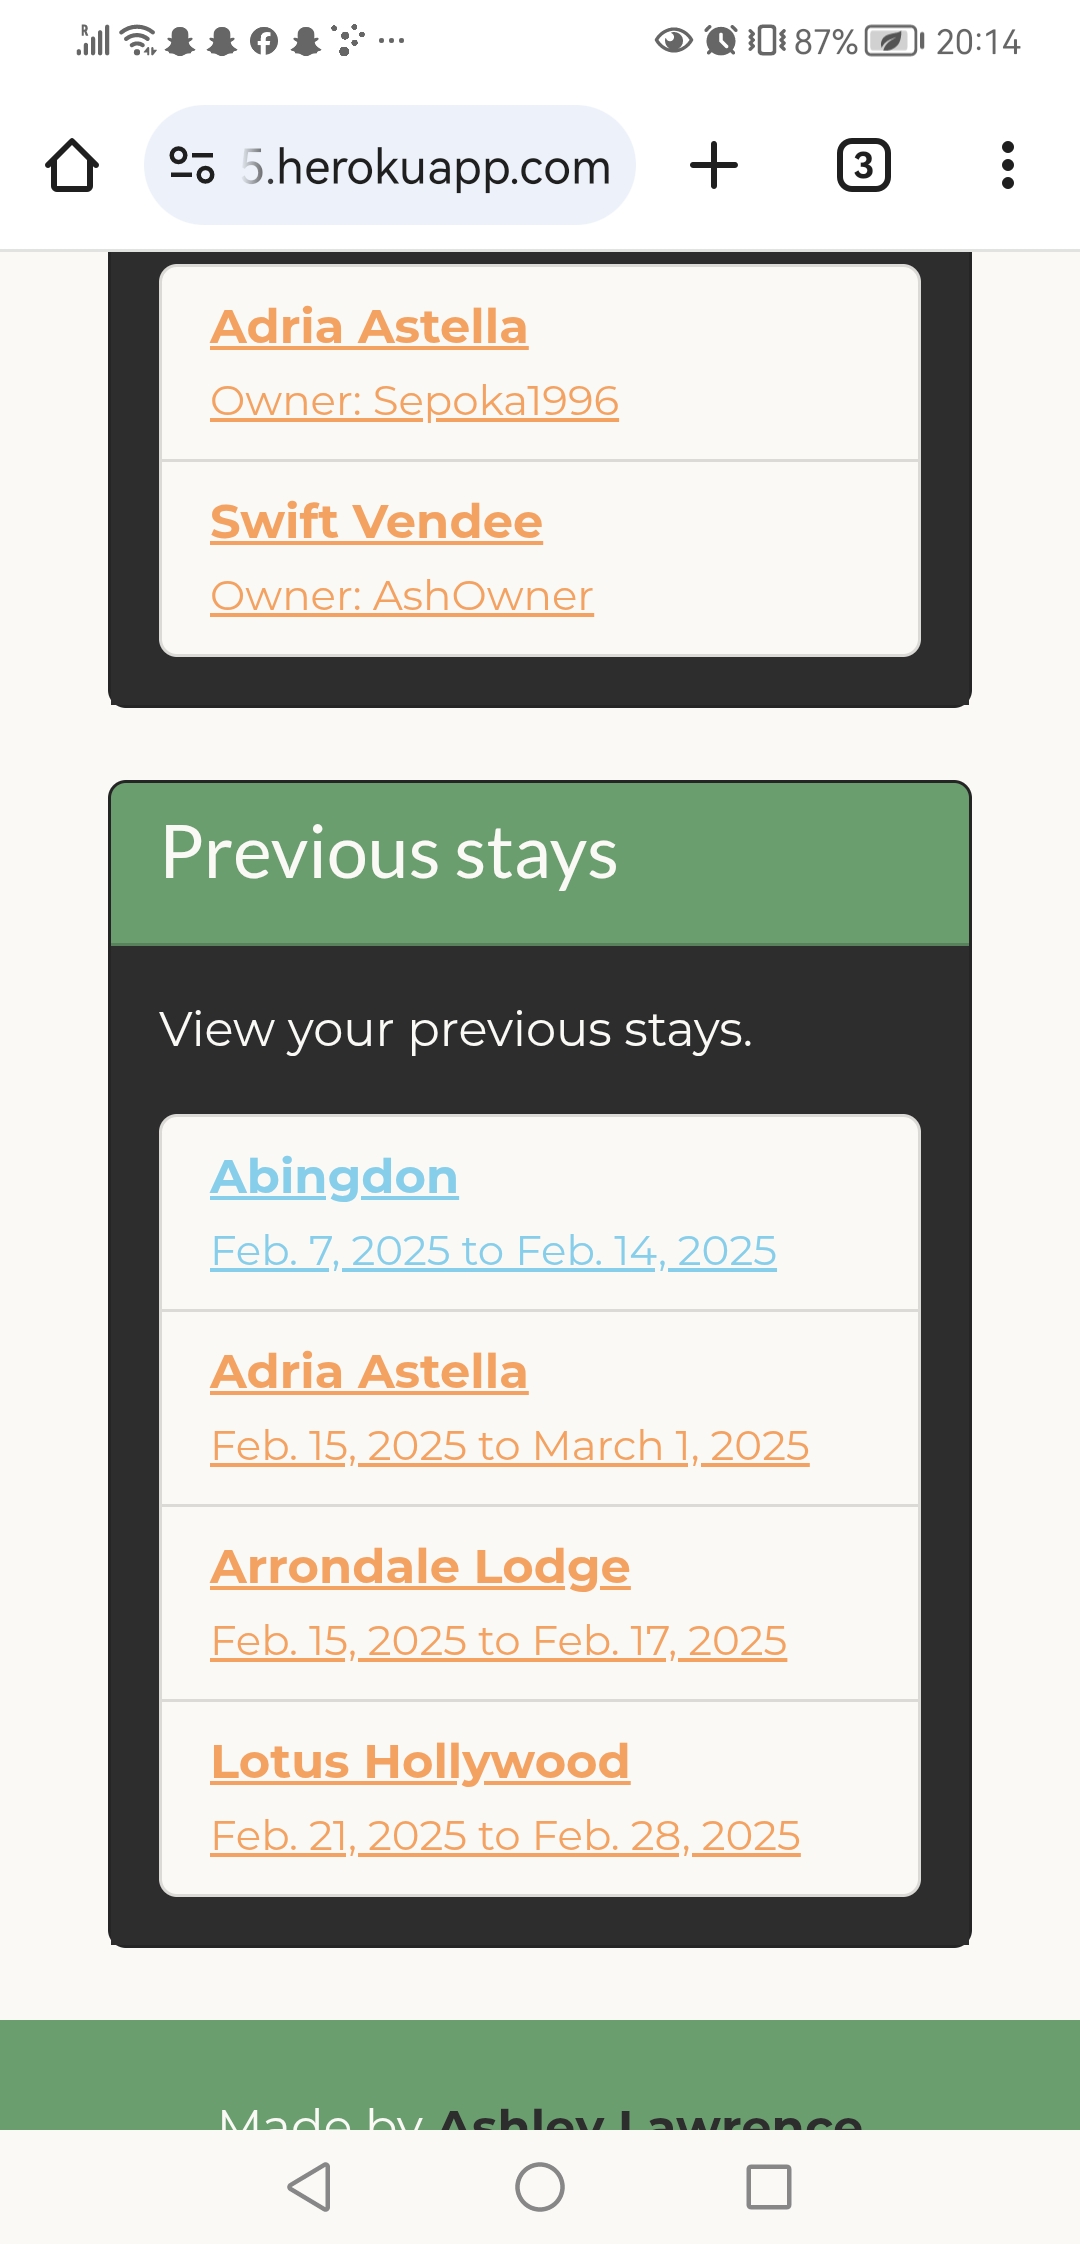 R
87%
20:14
5.herokuapp.com
3
Adria Astella
Owner: Sepoka1996
Swift Vendee
Owner: AshOwner
Previous stays
View your previous stays.
Abingdon
Feb. 7, 2025 to Feb. 14, 2025
Adria Astella
Feb. 15, 2025 to March 1, 2025
Arrondale Lodge
Feb. 15, 2025 to Feb. 17, 2025
Lotus Hollywood
Feb. 21, 2025 to Feb. 28, 2025
Made by Ashley Lawrence